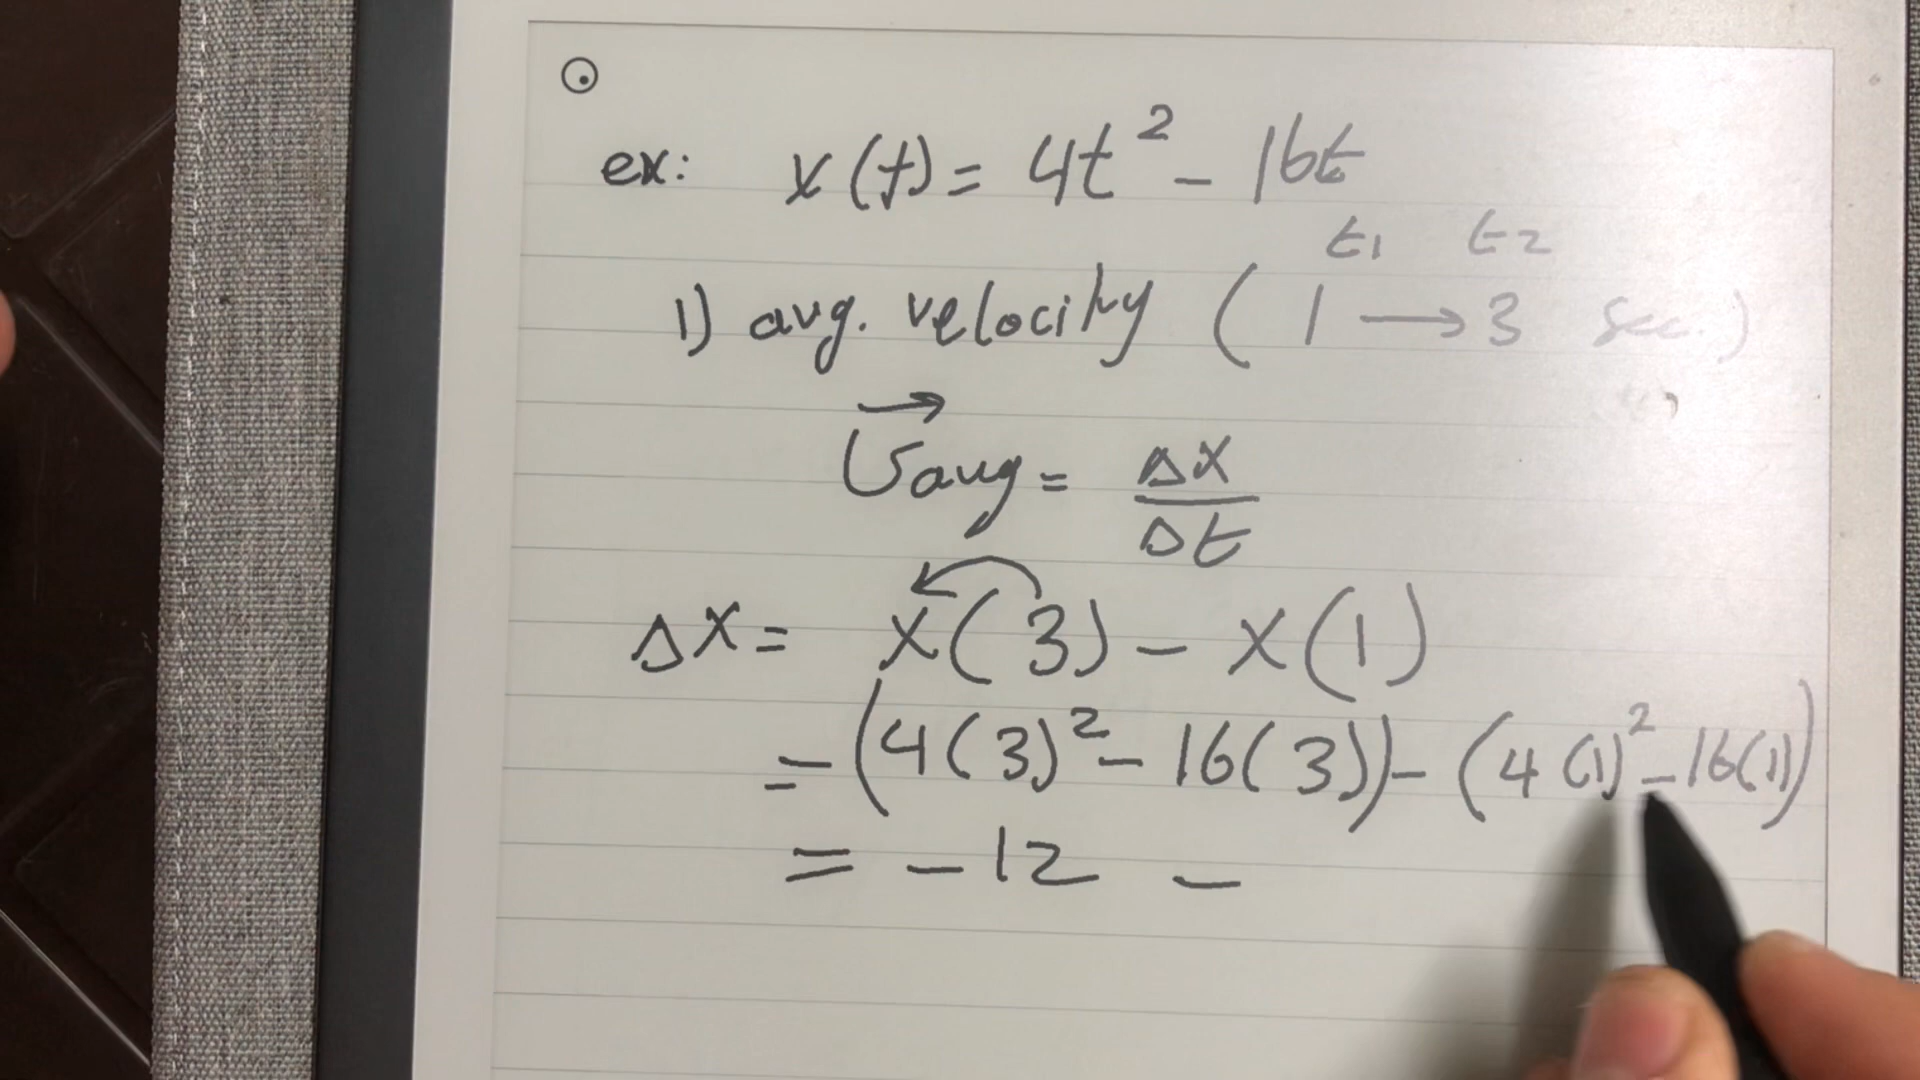 ex: x(t) = 4t² - 16t
t1 t2
1) avg. velocity ( 1 → 3 sec. )
v⃗avg = Δx/Δt
Δx = x(3) - x(1)
= (4(3)² - 16(3)) - (4(1)² - 16(1))
= -12 -